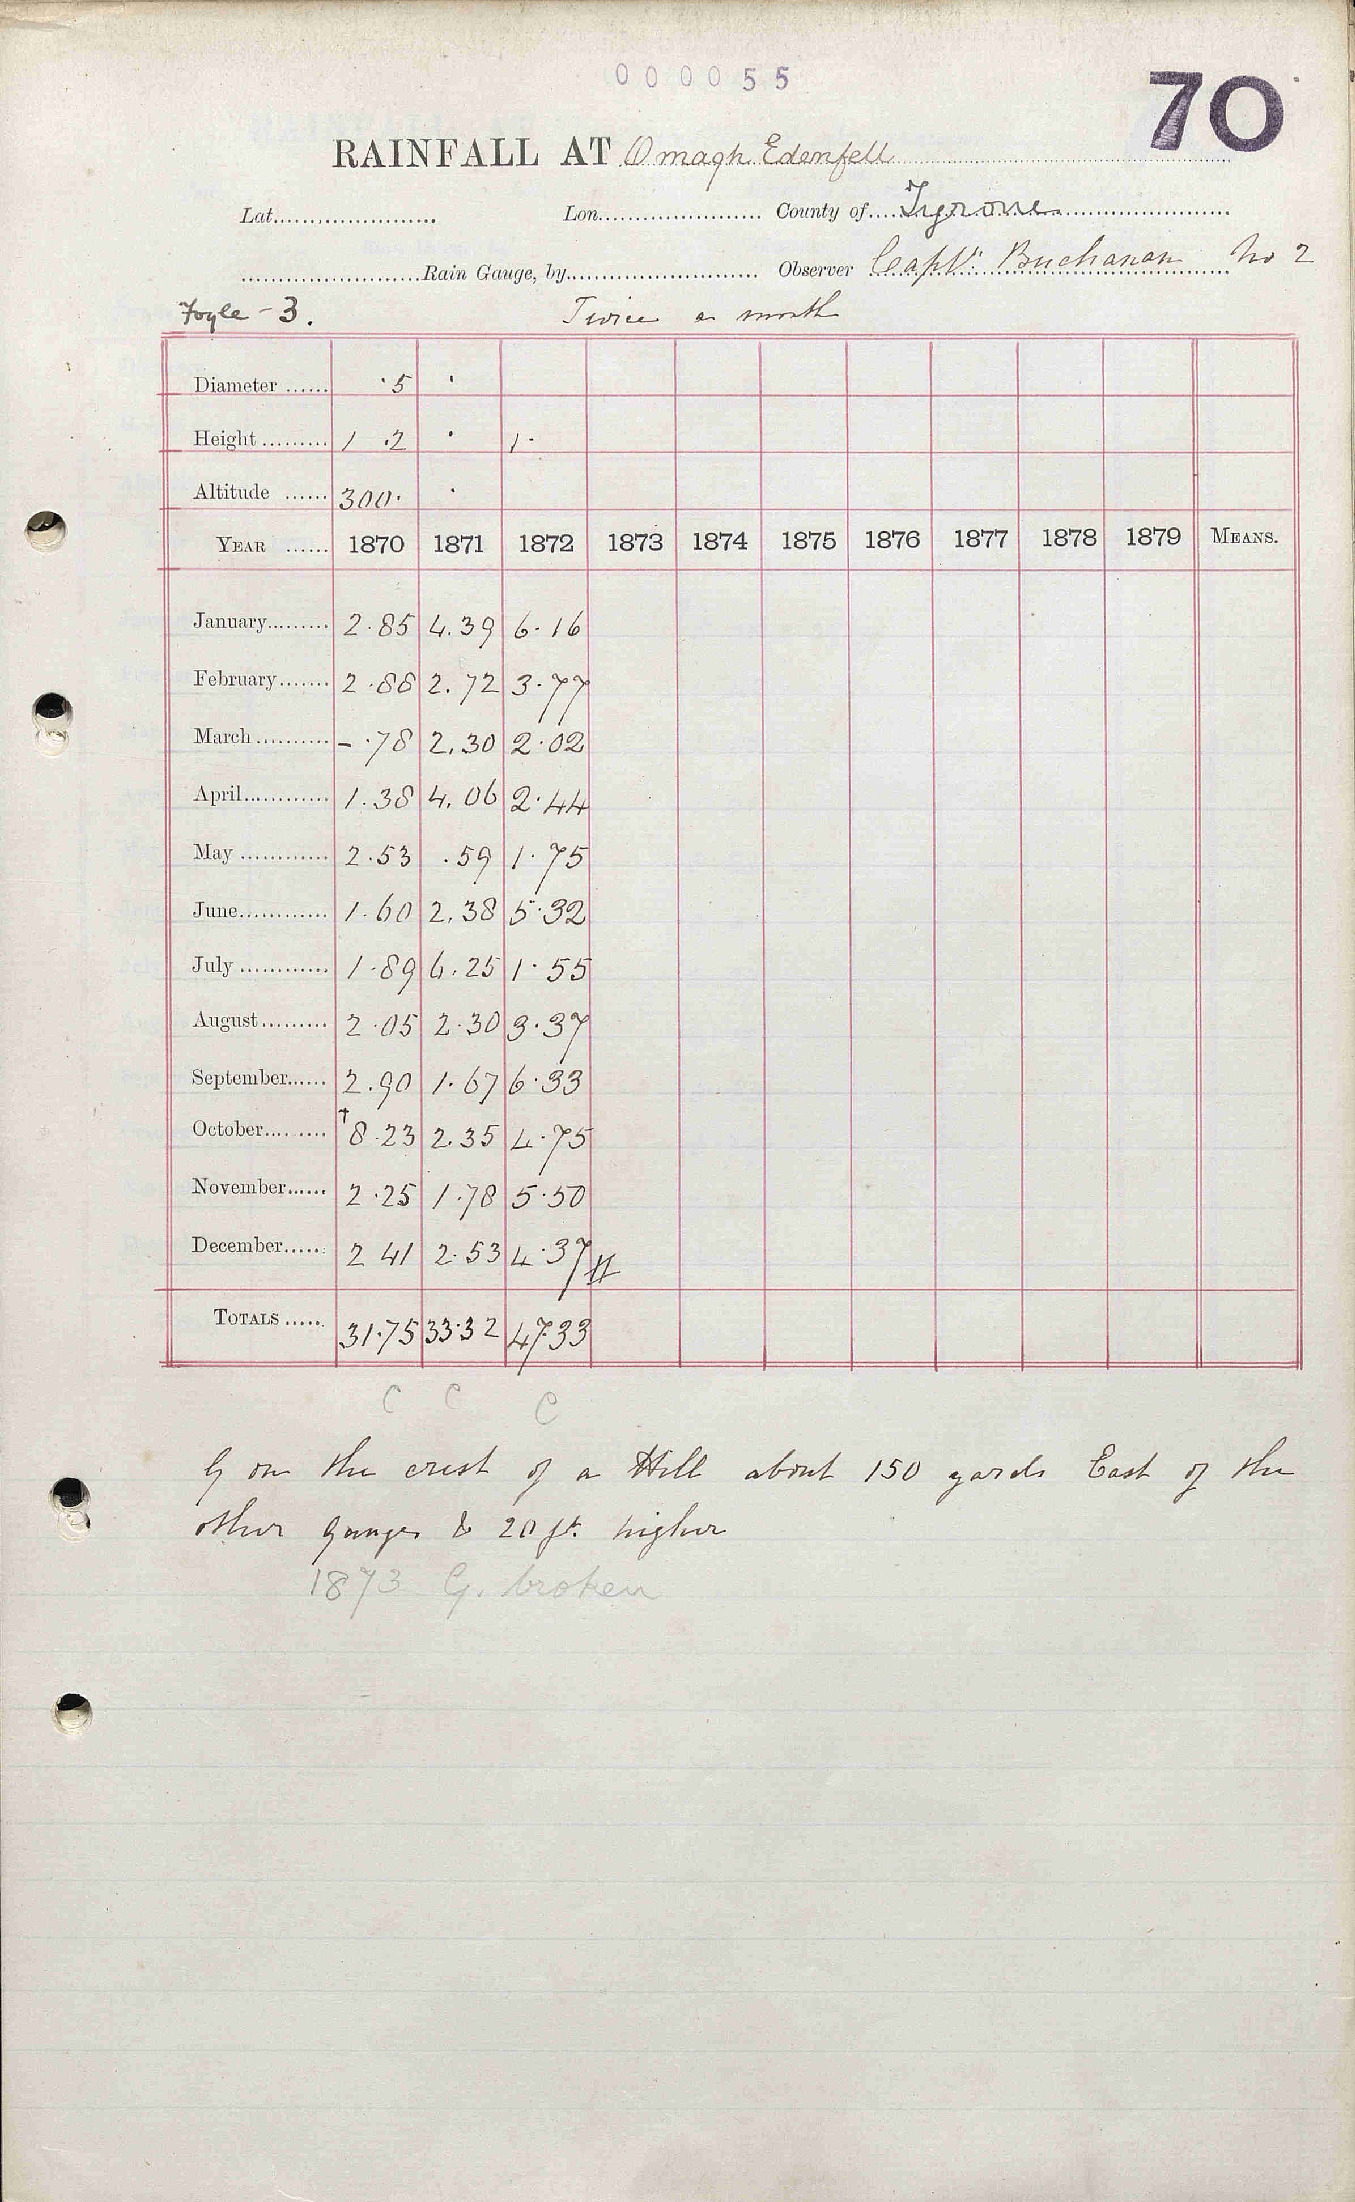 000055
70
RAINFALL AT Omagh Edenfell
Lat. Lon. County of Tyrone
Rain Gauge, by Observer Capt. Buchanan No 2
Foyle - 3. Twice a month
Diameter ...... .5 .
Height ......... 1 .2 . 1.
Altitude ...... 300. .
YEAR ...... 1870 1871 1872 1873 1874 1875 1876 1877 1878 1879 MEANS.
January......... 2.85 4.39 6.16
February....... 2.88 2.72 3.77
March .......... - .78 2.30 2.02
April............ 1.38 4.06 2.44
May ............ 2.53 .59 1.75
June............ 1.60 2.38 5.32
July ............ 1.89 6.25 1.55
August......... 2.05 2.30 3.37
September...... 2.90 1.67 6.33
October......... †8.23 2.35 4.75
November...... 2.25 1.78 5.50
December...... 2 41 2.53 4.37
TOTALS ...... 31.75 33.32 47.33
C C C
G on the crest of a Hill about 150 yards East of the
other gauges & 20 ft. higher
1873 G. broken